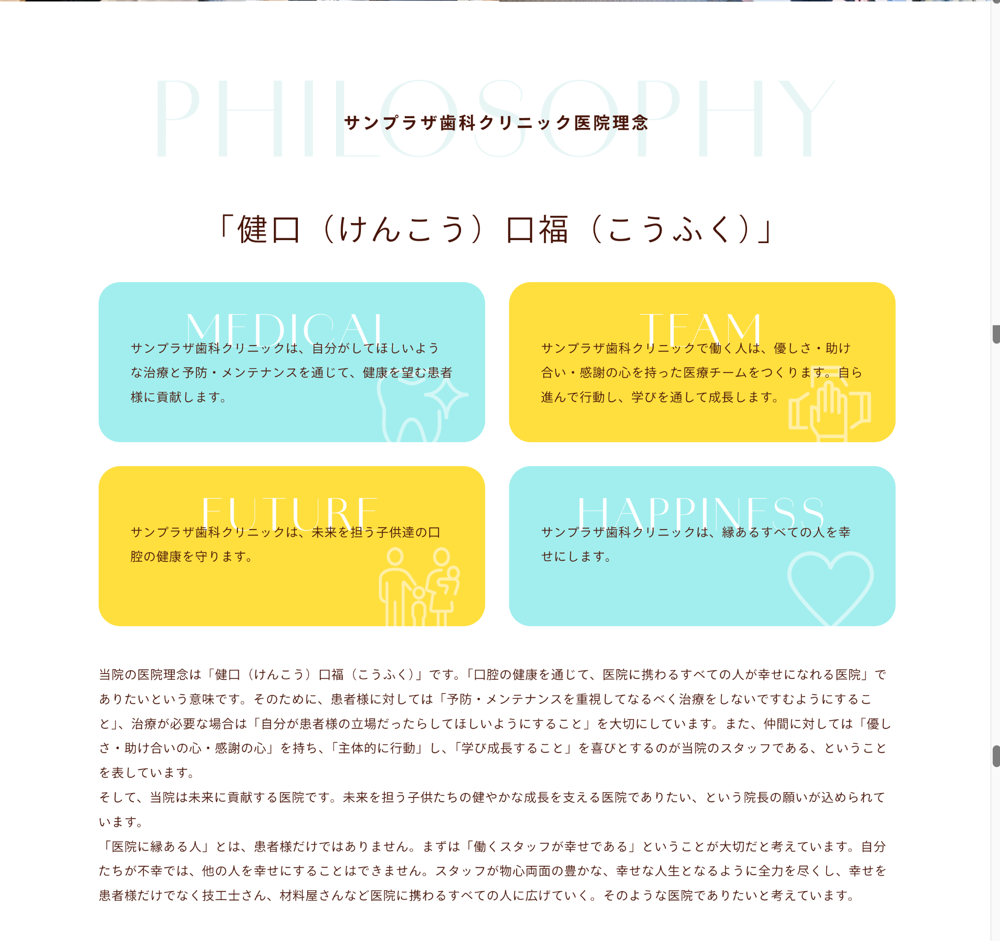 PHILOSOPHY
サンプラザ歯科クリニック医院理念
「健口（けんこう）口福（こうふく）」
MEDICAL
サンプラザ歯科クリニックは、自分がしてほしいよう
な治療と予防・メンテナンスを通じて、健康を望む患者
様に貢献します。
TEAM
サンプラザ歯科クリニックで働く人は、優しさ・助け
合い・感謝の心を持った医療チームをつくります。自ら
進んで行動し、学びを通して成長します。
FUTURE
サンプラザ歯科クリニックは、未来を担う子供達の口
腔の健康を守ります。
HAPPINESS
サンプラザ歯科クリニックは、縁あるすべての人を幸
せにします。
当院の医院理念は「健口（けんこう）口福（こうふく）」です。「口腔の健康を通じて、医院に携わるすべての人が幸せになれる医院」で
ありたいという意味です。そのために、患者様に対しては「予防・メンテナンスを重視してなるべく治療をしないですむようにするこ
と」、治療が必要な場合は「自分が患者様の立場だったらしてほしいようにすること」を大切にしています。また、仲間に対しては「優し
さ・助け合いの心・感謝の心」を持ち、「主体的に行動」し、「学び成長すること」を喜びとするのが当院のスタッフである、ということ
を表しています。
そして、当院は未来に貢献する医院です。未来を担う子供たちの健やかな成長を支える医院でありたい、という院長の願いが込められて
います。
「医院に縁ある人」とは、患者様だけではありません。まずは「働くスタッフが幸せである」ということが大切だと考えています。自分
たちが不幸では、他の人を幸せにすることはできません。スタッフが物心両面の豊かな、幸せな人生となるように全力を尽くし、幸せを
患者様だけでなく技工士さん、材料屋さんなど医院に携わるすべての人に広げていく。そのような医院でありたいと考えています。